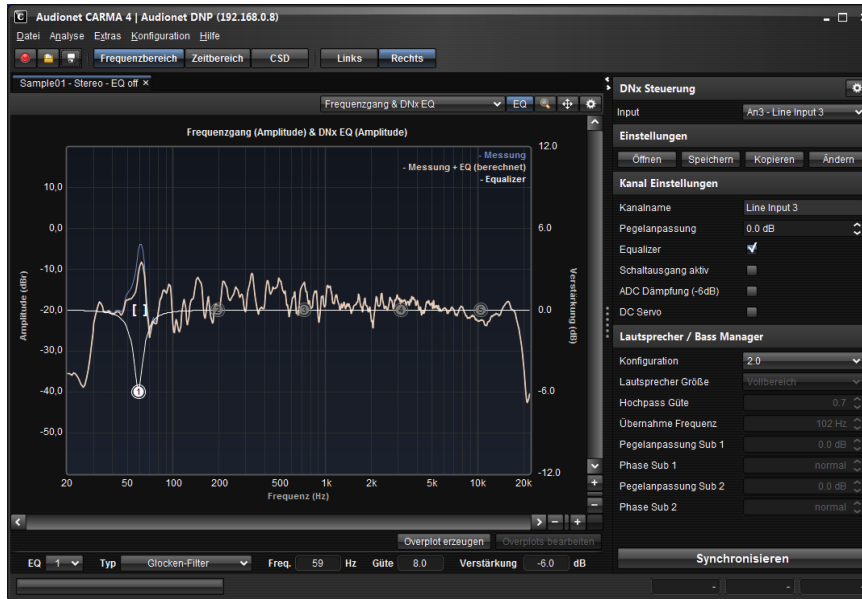 Audionet CARMA 4 | Audionet DNP (192.168.0.8)
Datei Analyse Extras Konfiguration Hilfe
Frequenzbereich Zeitbereich CSD Links Rechts
Sample01 - Stereo - EQ off ×
Frequenzgang & DNx EQ EQ
Frequenzgang (Amplitude) & DNx EQ (Amplitude)
- Messung
- Messung + EQ (berechnet)
- Equalizer
12.0
10,0
0,0 6.0
-10,0
-20,0 [ ] 2 3 4 5 0.0
-30,0
-40,0 1 -6.0
-50,0
-12.0
Amplitude (dBr)
Verstärkung (dB)
20 50 100 200 500 1k 2k 5k 10k 20k
Frequenz (Hz)
Overplot erzeugen Overplots bearbeiten
EQ 1 Typ Glocken-Filter Freq. 59 Hz Güte 8.0 Verstärkung -6.0 dB
DNx Steuerung
Input An3 - Line Input 3
Einstellungen
Öffnen Speichern Kopieren Ändern
Kanal Einstellungen
Kanalname Line Input 3
Pegelanpassung 0.0 dB
Equalizer
Schaltausgang aktiv
ADC Dämpfung (-6dB)
DC Servo
Lautsprecher / Bass Manager
Konfiguration 2.0
Lautsprecher Größe Vollbereich
Hochpass Güte 0.7
Übernahme Frequenz 102 Hz
Pegelanpassung Sub 1 0.0 dB
Phase Sub 1 normal
Pegelanpassung Sub 2 0.0 dB
Phase Sub 2 normal
Synchronisieren
- - -